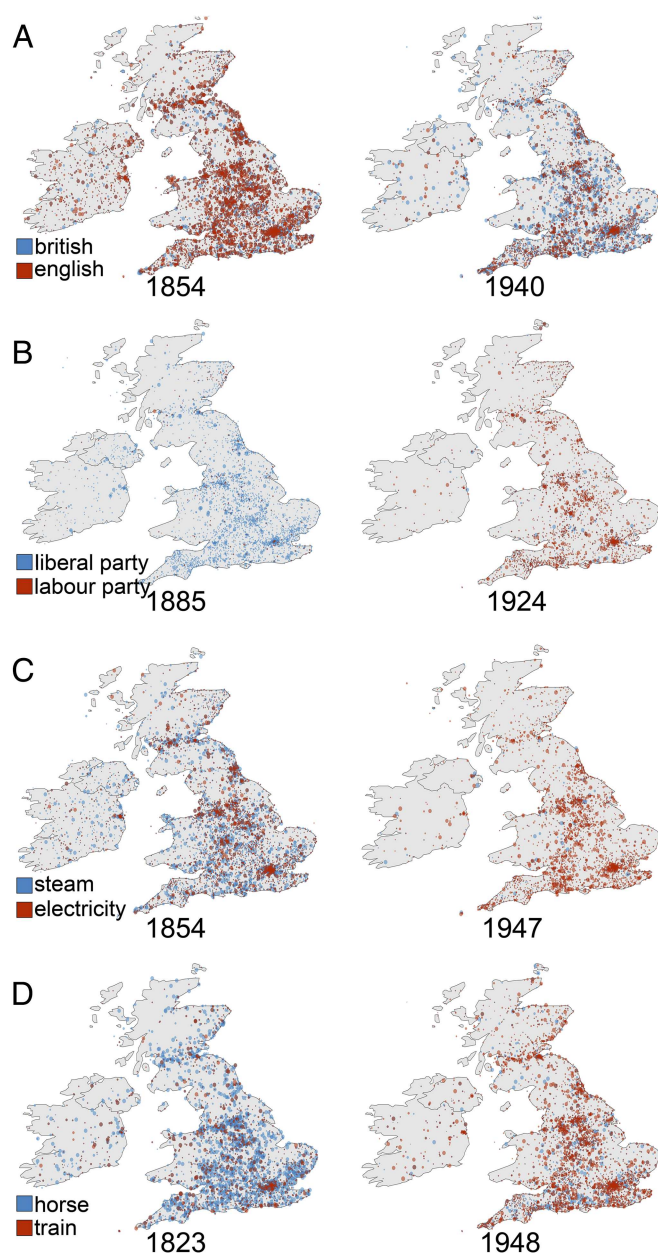 A
british
english
1854
1940
B
liberal party
labour party
1885
1924
C
steam
electricity
1854
1947
D
horse
train
1823
1948